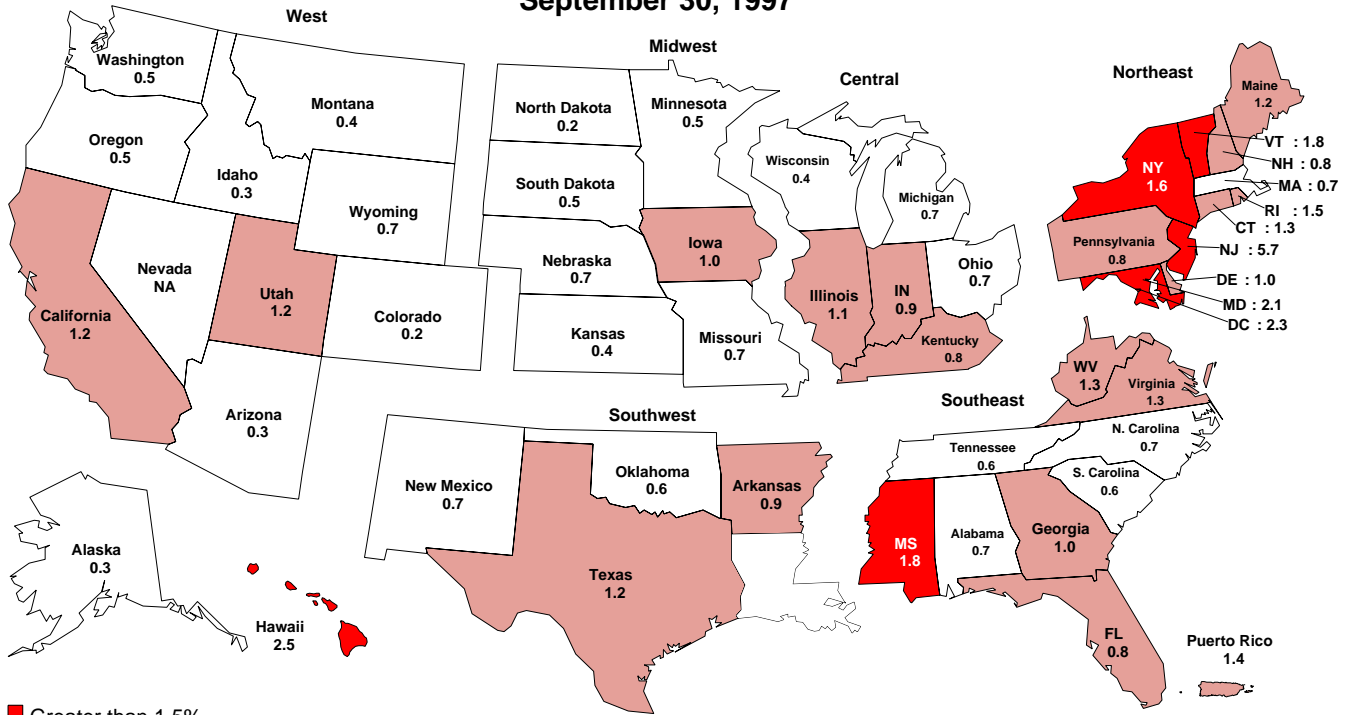 September 30, 1997
West
Midwest
Central
Northeast
Washington
0.5
Montana
0.4
Oregon
0.5
Idaho
0.3
Wyoming
0.7
Nevada
NA
Utah
1.2
California
1.2
Colorado
0.2
Arizona
0.3
Alaska
0.3
Hawaii
2.5
North Dakota
0.2
Minnesota
0.5
South Dakota
0.5
Nebraska
0.7
Iowa
1.0
Kansas
0.4
Missouri
0.7
Wisconsin
0.4
Michigan
0.7
Illinois
1.1
IN
0.9
Ohio
0.7
Kentucky
0.8
Maine
1.2
VT : 1.8
NH : 0.8
MA : 0.7
RI : 1.5
CT : 1.3
NJ : 5.7
DE : 1.0
MD : 2.1
DC : 2.3
NY
1.6
Pennsylvania
0.8
Southwest
New Mexico
0.7
Oklahoma
0.6
Arkansas
0.9
Texas
1.2
Southeast
WV
1.3
Virginia
1.3
Tennessee
0.6
N. Carolina
0.7
S. Carolina
0.6
MS
1.8
Alabama
0.7
Georgia
1.0
FL
0.8
Puerto Rico
1.4
Greater than 1.5%